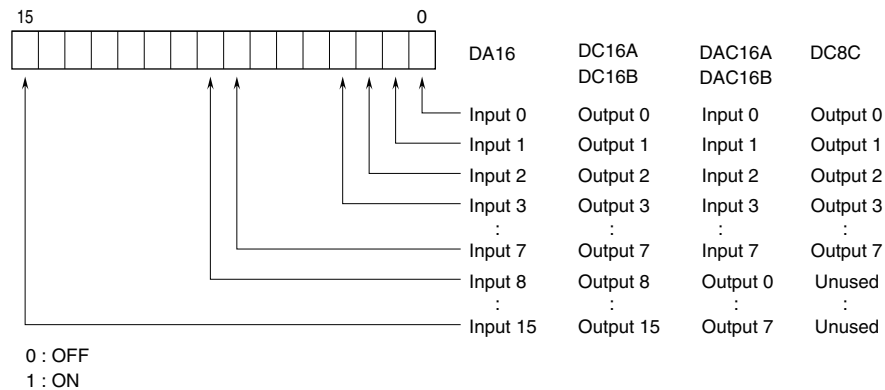 15 0
DA16 DC16A DAC16A DC8C
DC16B DAC16B
Input 0 Output 0 Input 0 Output 0
Input 1 Output 1 Input 1 Output 1
Input 2 Output 2 Input 2 Output 2
Input 3 Output 3 Input 3 Output 3
: : : :
Input 7 Output 7 Input 7 Output 7
Input 8 Output 8 Output 0 Unused
: : : :
Input 15 Output 15 Output 7 Unused
0 : OFF
1 : ON